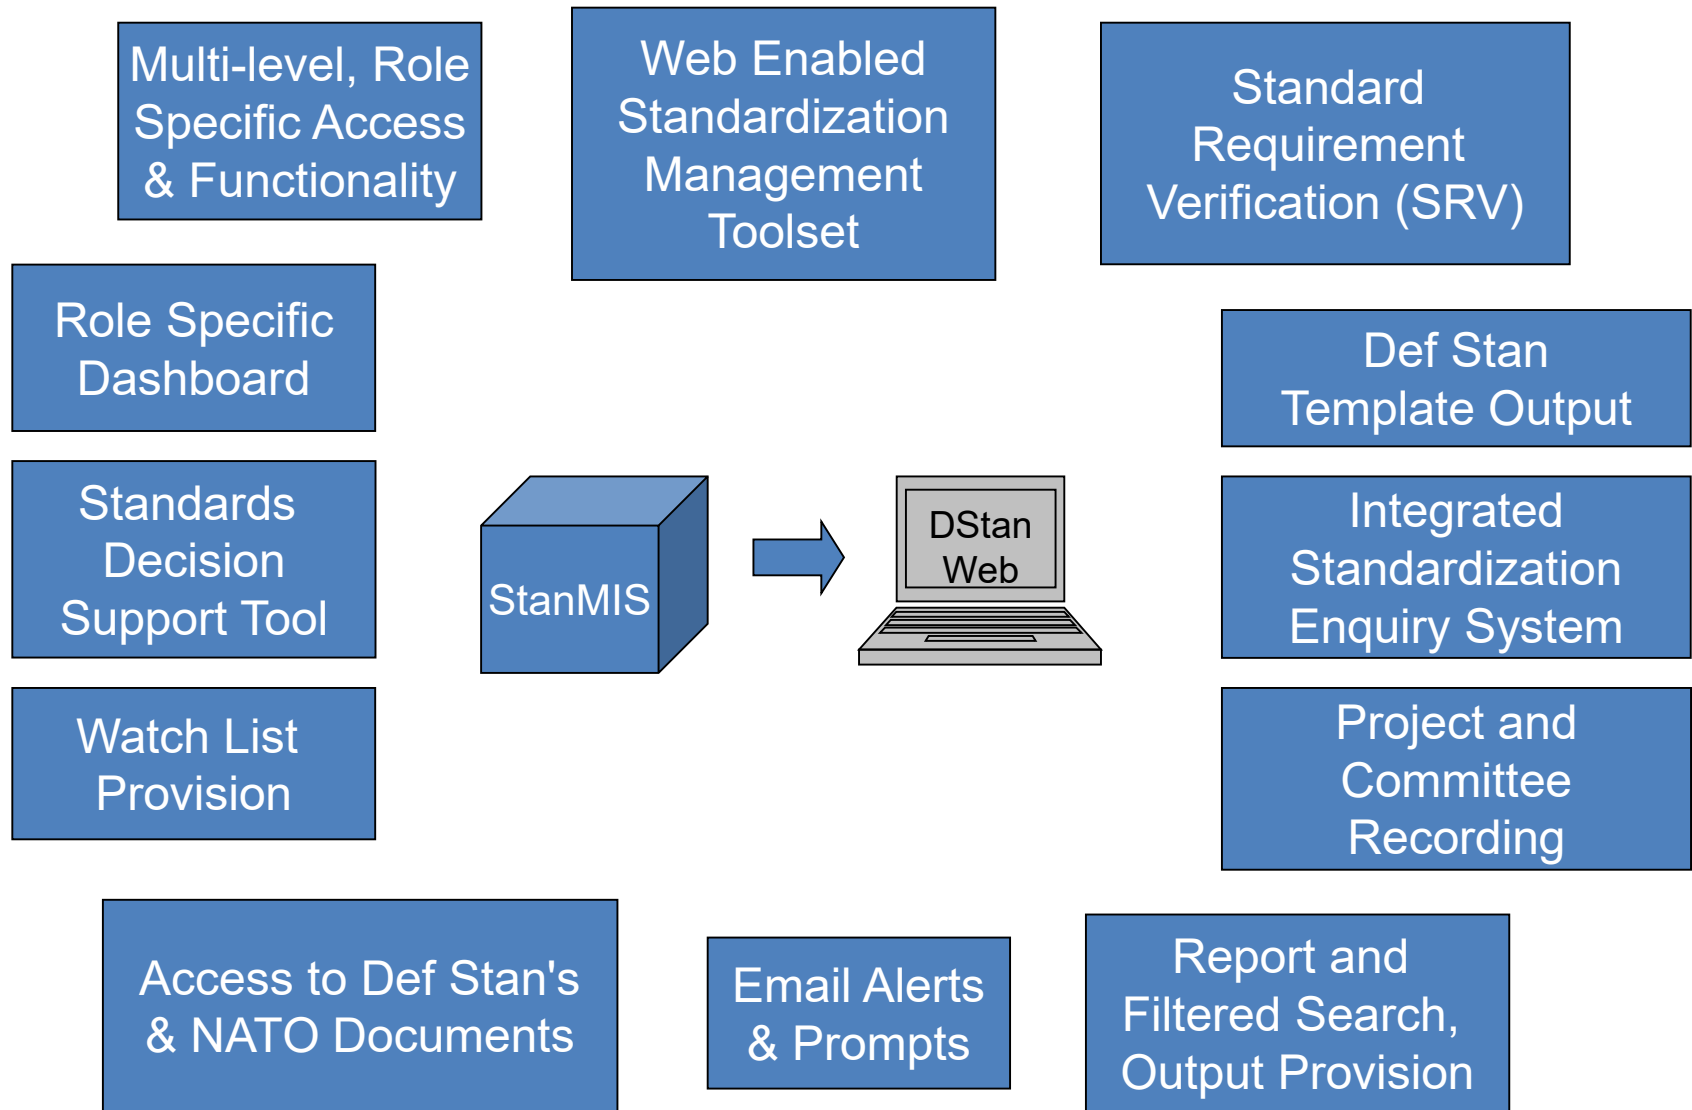 Multi-level, Role
Specific Access
& Functionality
Web Enabled
Standardization
Management
Toolset
Standard
Requirement
Verification (SRV)
Role Specific
Dashboard
Def Stan
Template Output
Standards
Decision
Support Tool
StanMIS
DStan
Web
Integrated
Standardization
Enquiry System
Watch List
Provision
Project and
Committee
Recording
Access to Def Stan's
& NATO Documents
Email Alerts
& Prompts
Report and
Filtered Search,
Output Provision